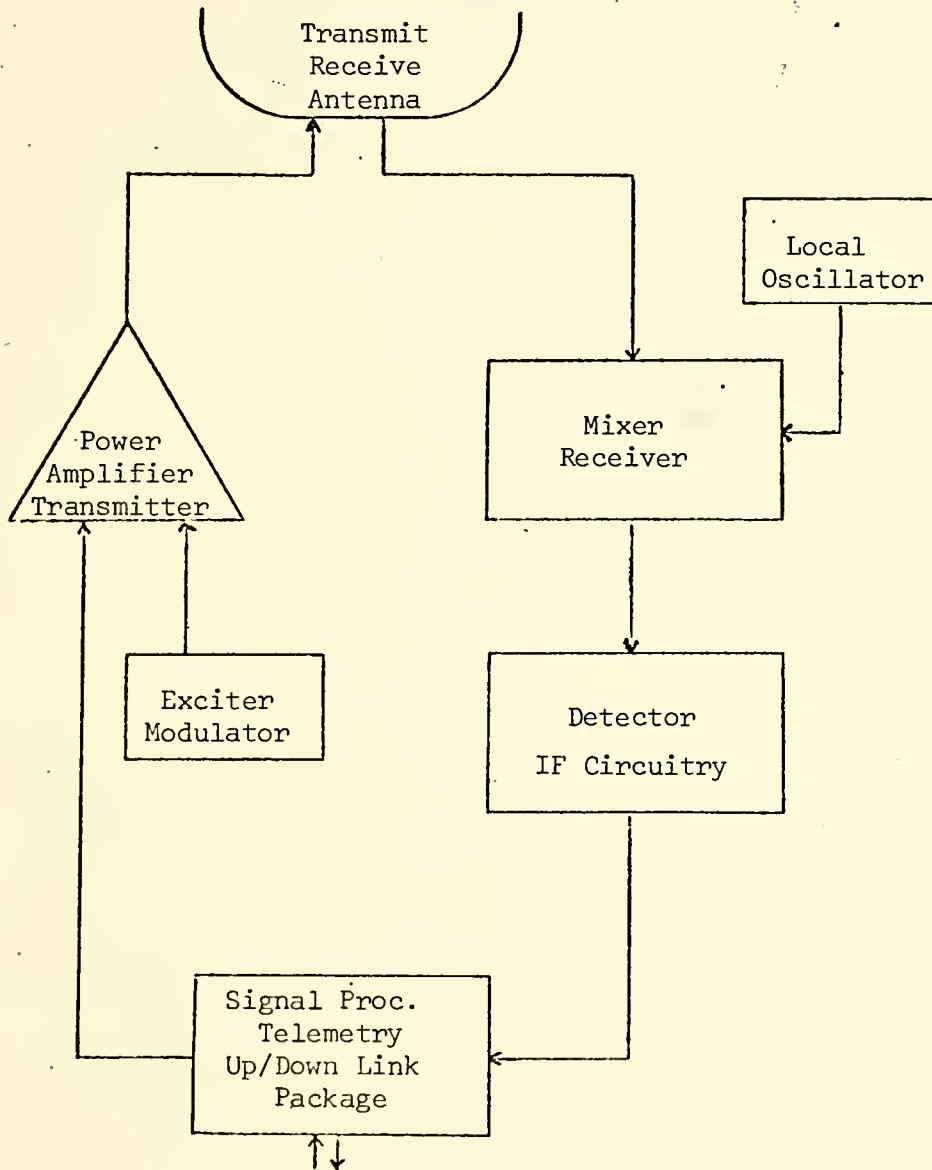 Transmit
Receive
Antenna
Local
Oscillator
Mixer
Receiver
Power
Amplifier
Transmitter
Exciter
Modulator
Detector
IF Circuitry
Signal Proc.
Telemetry
Up/Down Link
Package